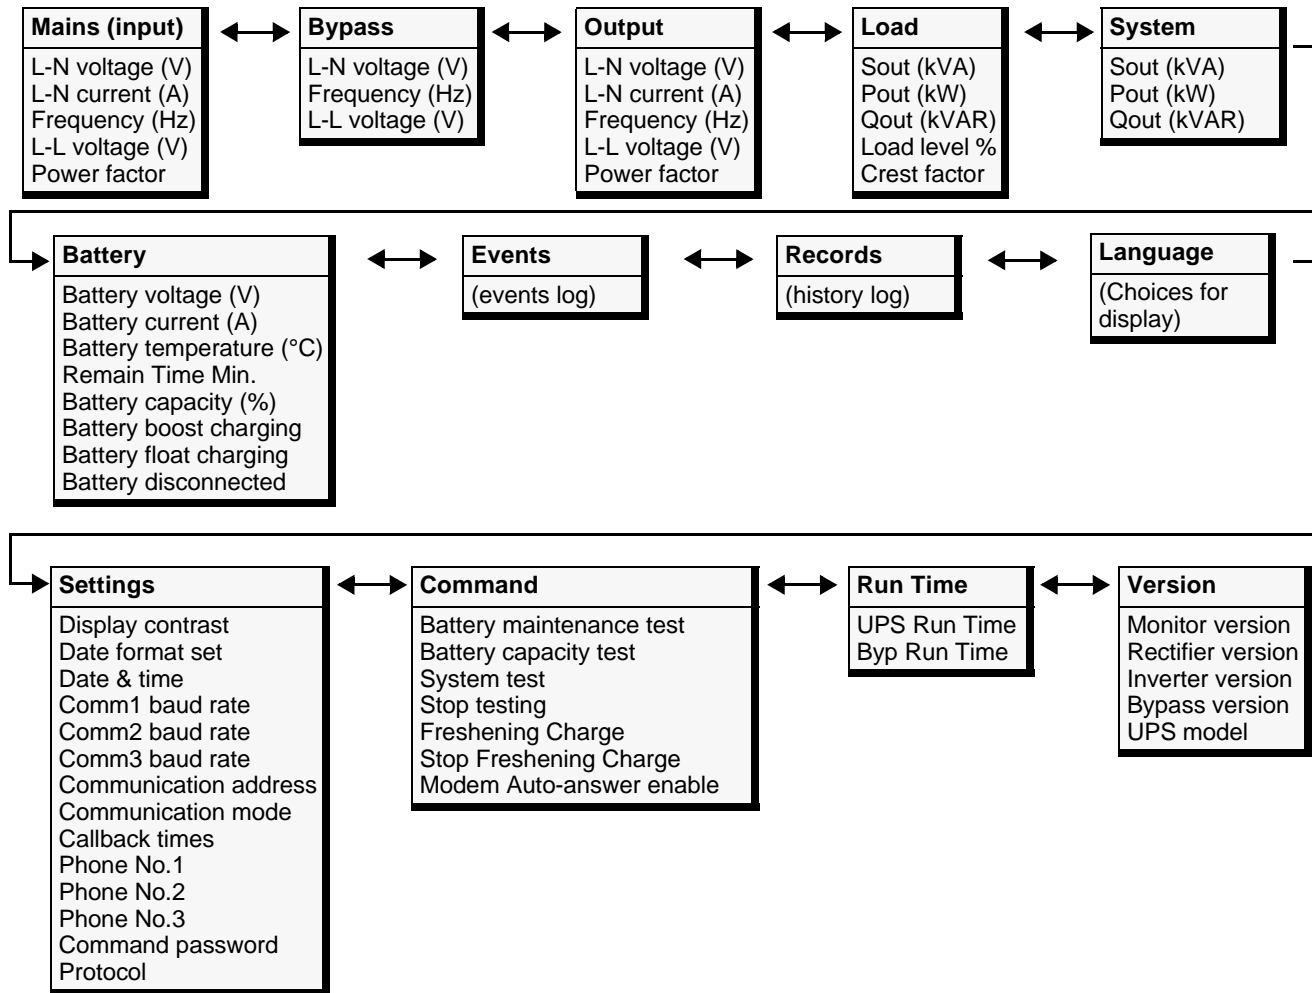 Mains (input)
L-N voltage (V)
L-N current (A)
Frequency (Hz)
L-L voltage (V)
Power factor
Bypass
L-N voltage (V)
Frequency (Hz)
L-L voltage (V)
Output
L-N voltage (V)
L-N current (A)
Frequency (Hz)
L-L voltage (V)
Power factor
Load
Sout (kVA)
Pout (kW)
Qout (kVAR)
Load level %
Crest factor
System
Sout (kVA)
Pout (kW)
Qout (kVAR)
Battery
Battery voltage (V)
Battery current (A)
Battery temperature (°C)
Remain Time Min.
Battery capacity (%)
Battery boost charging
Battery float charging
Battery disconnected
Events
(events log)
Records
(history log)
Language
(Choices for
display)
Settings
Display contrast
Date format set
Date & time
Comm1 baud rate
Comm2 baud rate
Comm3 baud rate
Communication address
Communication mode
Callback times
Phone No.1
Phone No.2
Phone No.3
Command password
Protocol
Command
Battery maintenance test
Battery capacity test
System test
Stop testing
Freshening Charge
Stop Freshening Charge
Modem Auto-answer enable
Run Time
UPS Run Time
Byp Run Time
Version
Monitor version
Rectifier version
Inverter version
Bypass version
UPS model